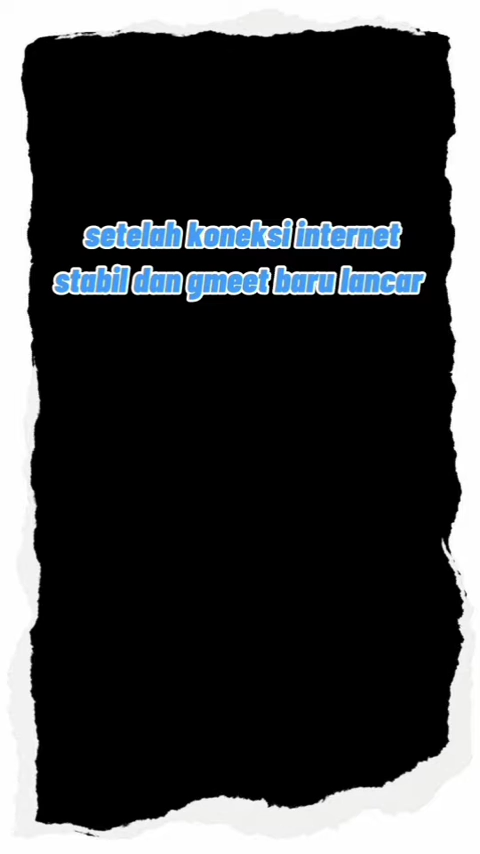 setelah koneksi internet
stabil dan gmeet baru lancar